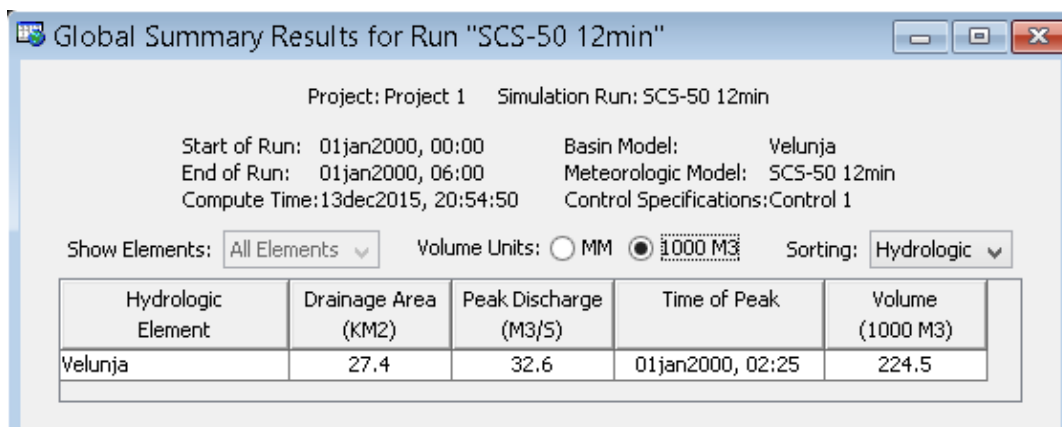 Global Summary Results for Run "SCS-50 12min"
Project: Project 1 Simulation Run: SCS-50 12min
Start of Run: 01jan2000, 00:00 Basin Model: Velunja
End of Run: 01jan2000, 06:00 Meteorologic Model: SCS-50 12min
Compute Time:13dec2015, 20:54:50 Control Specifications:Control 1
Show Elements: All Elements Volume Units: MM 1000 M3 Sorting: Hydrologic
Hydrologic Drainage Area Peak Discharge Time of Peak Volume
Element (KM2) (M3/S) (1000 M3)
Velunja 27.4 32.6 01jan2000, 02:25 224.5